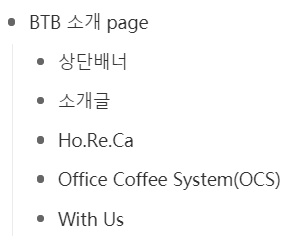 BTB 소개 page
상단배너
소개글
Ho.Re.Ca
Office Coffee System(OCS)
With Us